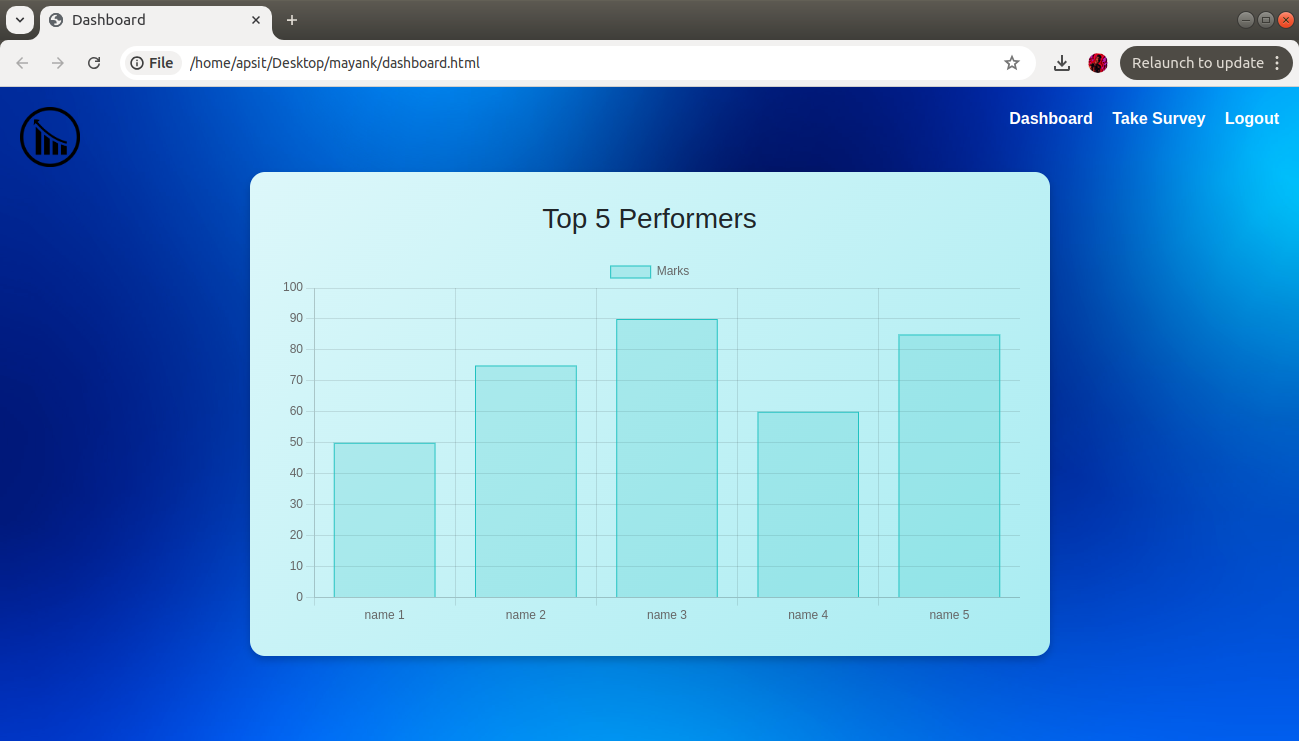 Dashboard
File /home/apsit/Desktop/mayank/dashboard.html Relaunch to update
Dashboard Take Survey Logout
Top 5 Performers
Marks
100
90
80
70
60
50
40
30
20
10
0
name 1 name 2 name 3 name 4 name 5